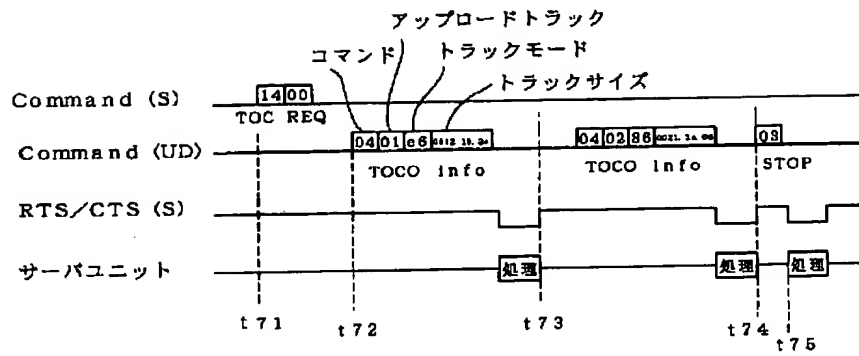 アップロードトラック
コマンド
トラックモード
トラックサイズ
Command (S)
14 00
TOC REQ
Command (UD)
04 01 e6
04 02 86
TOCO info
TOCO info
STOP
RTS/CTS (S)
サーバユニット
処理
処理
処理
t71
t72
t73
t74
t75